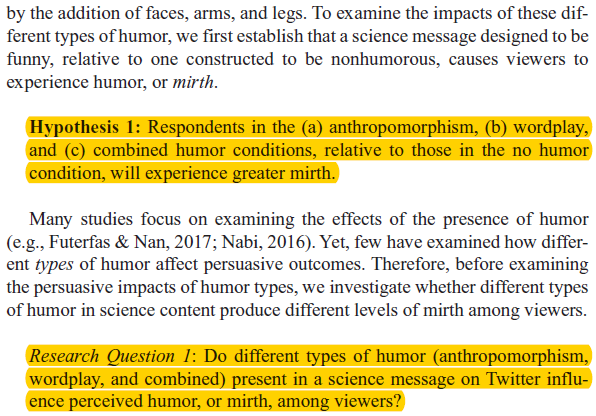 by the addition of faces, arms, and legs. To examine the impacts of these dif-
ferent types of humor, we first establish that a science message designed to be
funny, relative to one constructed to be nonhumorous, causes viewers to
experience humor, or mirth.
Hypothesis 1: Respondents in the (a) anthropomorphism, (b) wordplay,
and (c) combined humor conditions, relative to those in the no humor
condition, will experience greater mirth.
Many studies focus on examining the effects of the presence of humor
(e.g., Futerfas & Nan, 2017; Nabi, 2016). Yet, few have examined how differ-
ent types of humor affect persuasive outcomes. Therefore, before examining
the persuasive impacts of humor types, we investigate whether different types
of humor in science content produce different levels of mirth among viewers.
Research Question 1: Do different types of humor (anthropomorphism,
wordplay, and combined) present in a science message on Twitter influ-
ence perceived humor, or mirth, among viewers?